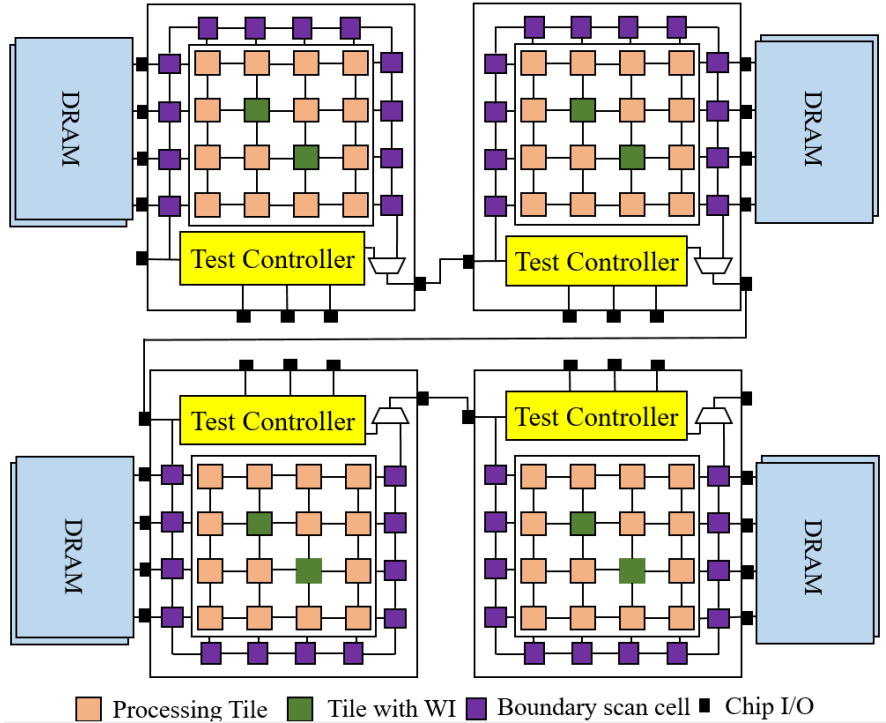 DRAM
DRAM
Test Controller
Test Controller
Test Controller
Test Controller
DRAM
DRAM
Processing Tile
Tile with WI
Boundary scan cell
Chip I/O